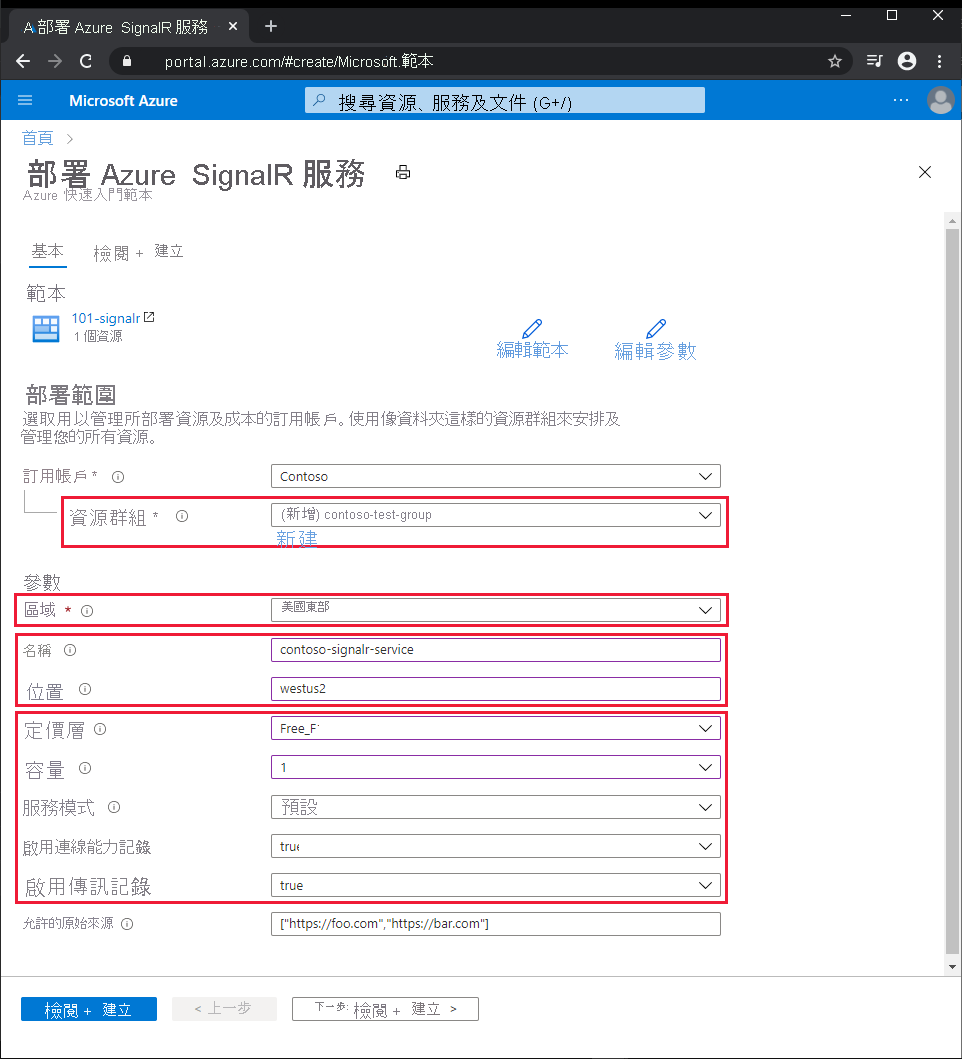 部署 Azure SignalR 服務
portal.azure.com/#create/Microsoft.範本
Microsoft Azure
搜尋資源、服務及文件 (G+/)
首頁 >
部署 Azure SignalR 服務
Azure 快速入門範本
基本 檢閱 + 建立
範本
101-signalr
1 個資源
編輯範本 編輯參數
部署範圍
選取用以管理所部署資源及成本的訂用帳戶。使用像資料夾這樣的資源群組來安排及
管理您的所有資源。
訂用帳戶 * Contoso
資源群組 * (新增) contoso-test-group
新建
參數
區域 * 美國東部
名稱 contoso-signalr-service
位置 westus2
定價層 Free_F
容量 1
服務模式 預設
啟用連線能力記錄 true
啟用傳訊記錄 true
允許的原始來源 ["https://foo.com","https://bar.com"]
檢閱 + 建立 < 上一步 下一步: 檢閱 + 建立 >